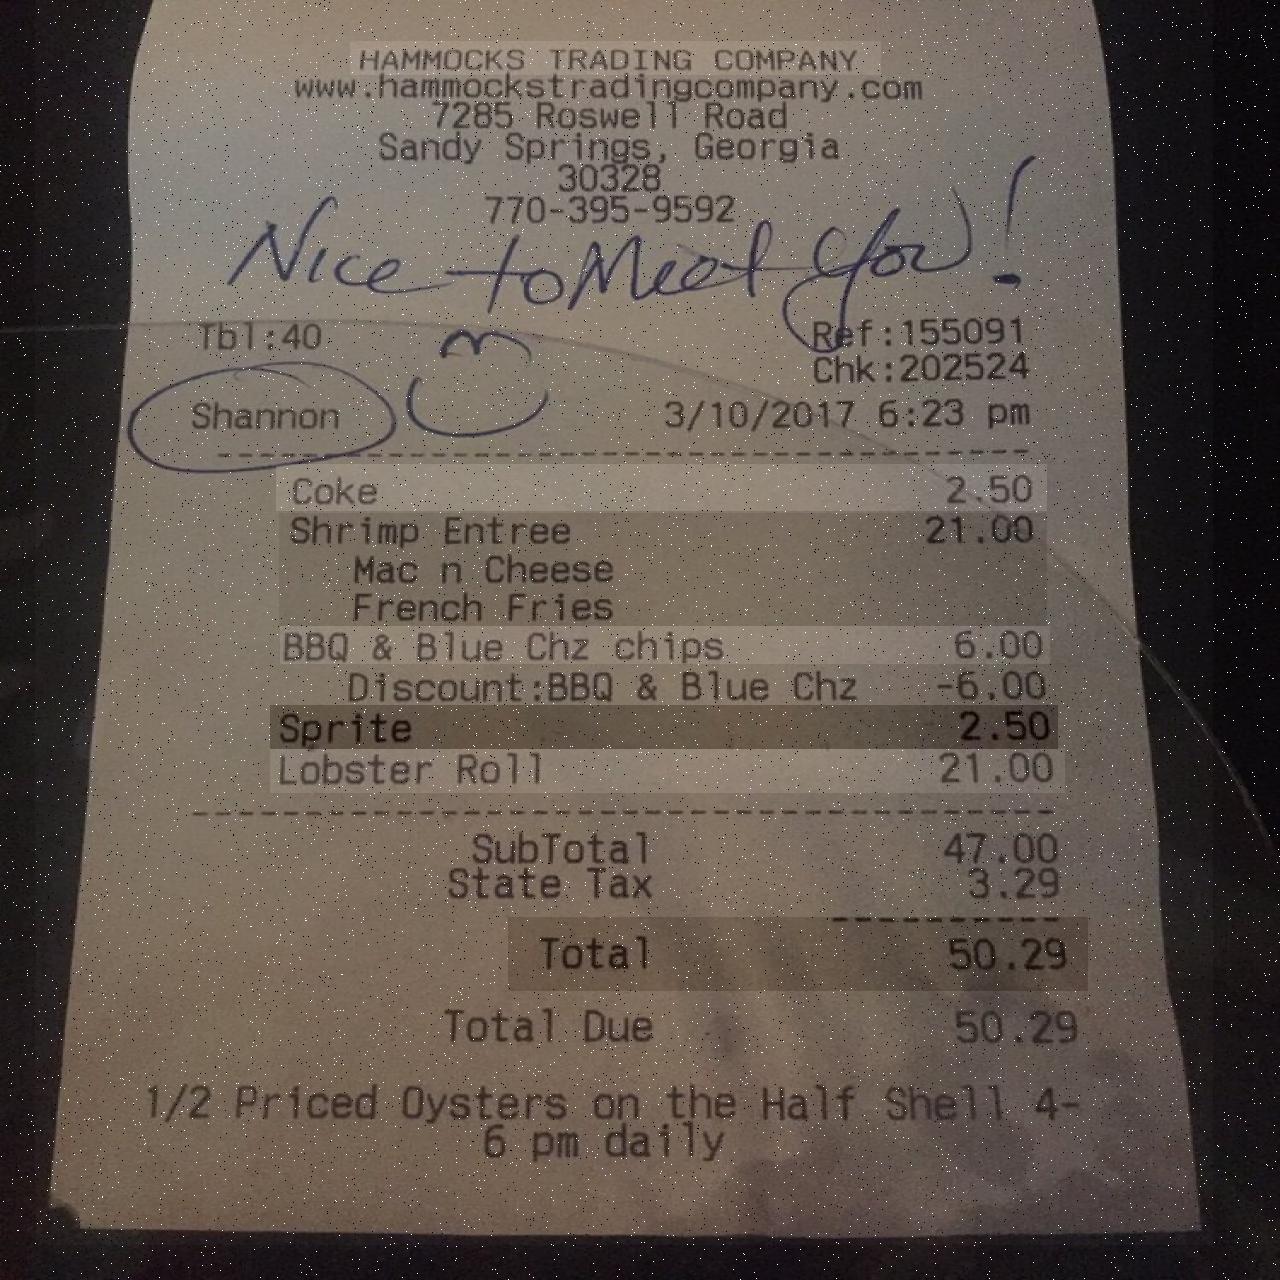 HAMMOCKS TRADING COMPANY
www.hammockstradingcompany.com
7285 Roswell Road
Sandy Springs, Georgia
30328
770-395-9592
Nice to Meet You!
Tbl:40 Ref:155091
Chk:202524
Shannon 3/10/2017 6:23 pm
Coke 2.50
Shrimp Entree 21.00
Mac n Cheese
French Fries
BBQ & Blue Chz chips 6.00
Discount:BBQ & Blue Chz -6.00
Sprite 2.50
Lobster Roll 21.00
SubTotal 47.00
State Tax 3.29
Total 50.29
Total Due 50.29
1/2 Priced Oysters on the Half Shell 4-
6 pm daily